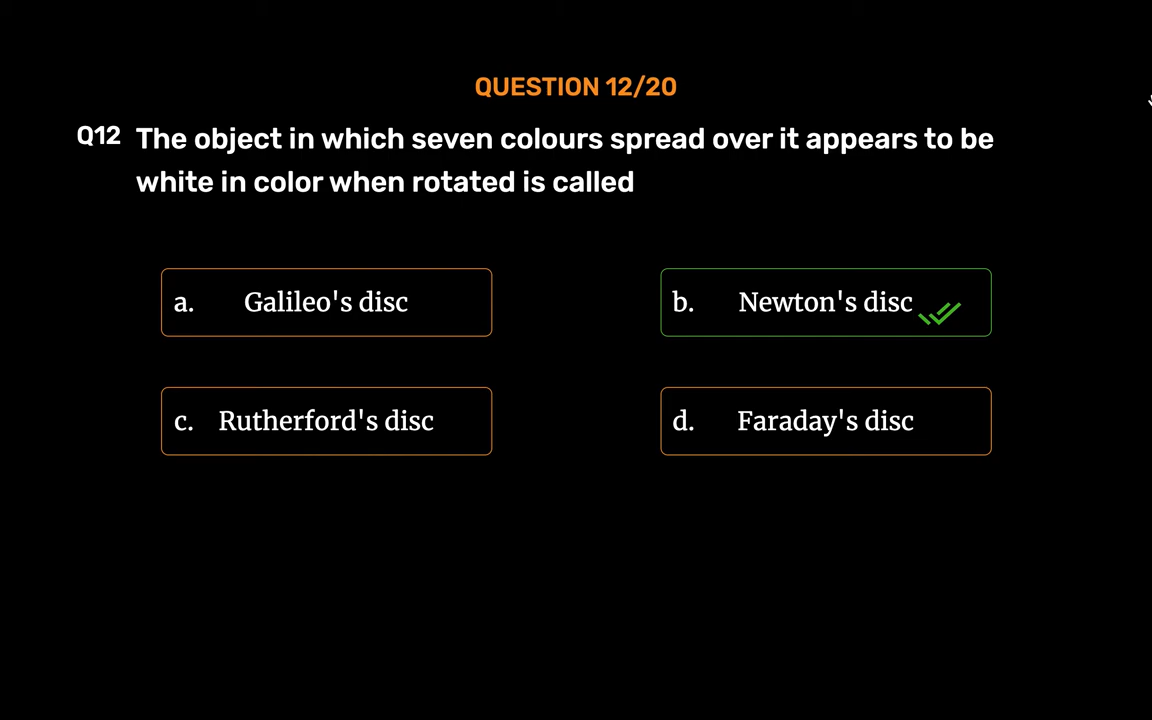 QUESTION 12/20
Q12 The object in which seven colours spread over it appears to be
white in color when rotated is called
a. Galileo's disc
b. Newton's disc
c. Rutherford's disc
d. Faraday's disc